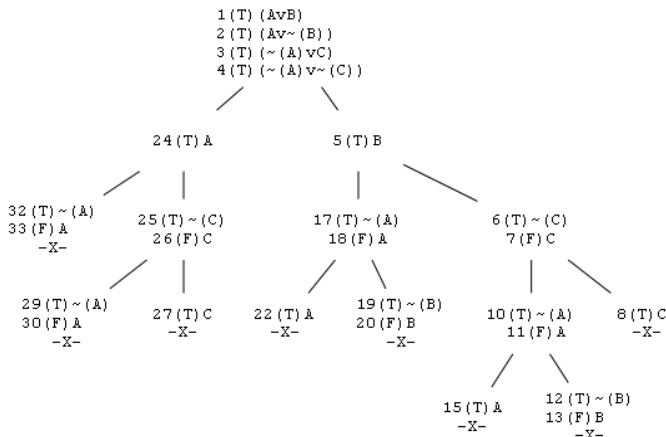 1(T)(AvB)
2(T)(Av~(B))
3(T)(~(A)vC)
4(T)(~(A)v~(C))
24(T)A
5(T)B
32(T)~(A)
33(F)A
-X-
25(T)~(C)
26(F)C
17(T)~(A)
18(F)A
6(T)~(C)
7(F)C
29(T)~(A)
30(F)A
-X-
27(T)C
-X-
22(T)A
-X-
19(T)~(B)
20(F)B
-X-
10(T)~(A)
11(F)A
8(T)C
-X-
15(T)A
-X-
12(T)~(B)
13(F)B
-X-